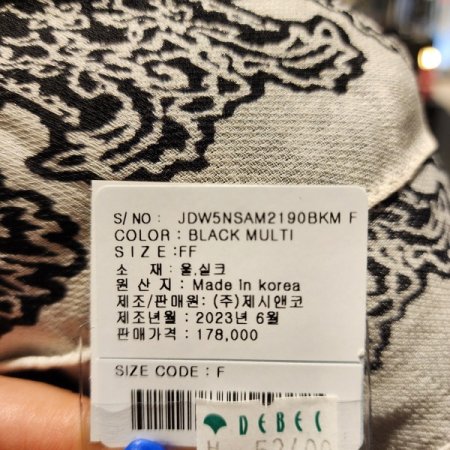 S/NO : JDW5NSAM2190BKM F
COLOR : BLACK MULTI
SIZE:FF
소 재 : 울,실크
원 산 지 : Made in korea
제조/판매원: (주)제시앤코
제조년월 : 2023년 6월
판매가격 : 178,000
SIZE CODE : F
DEBEC